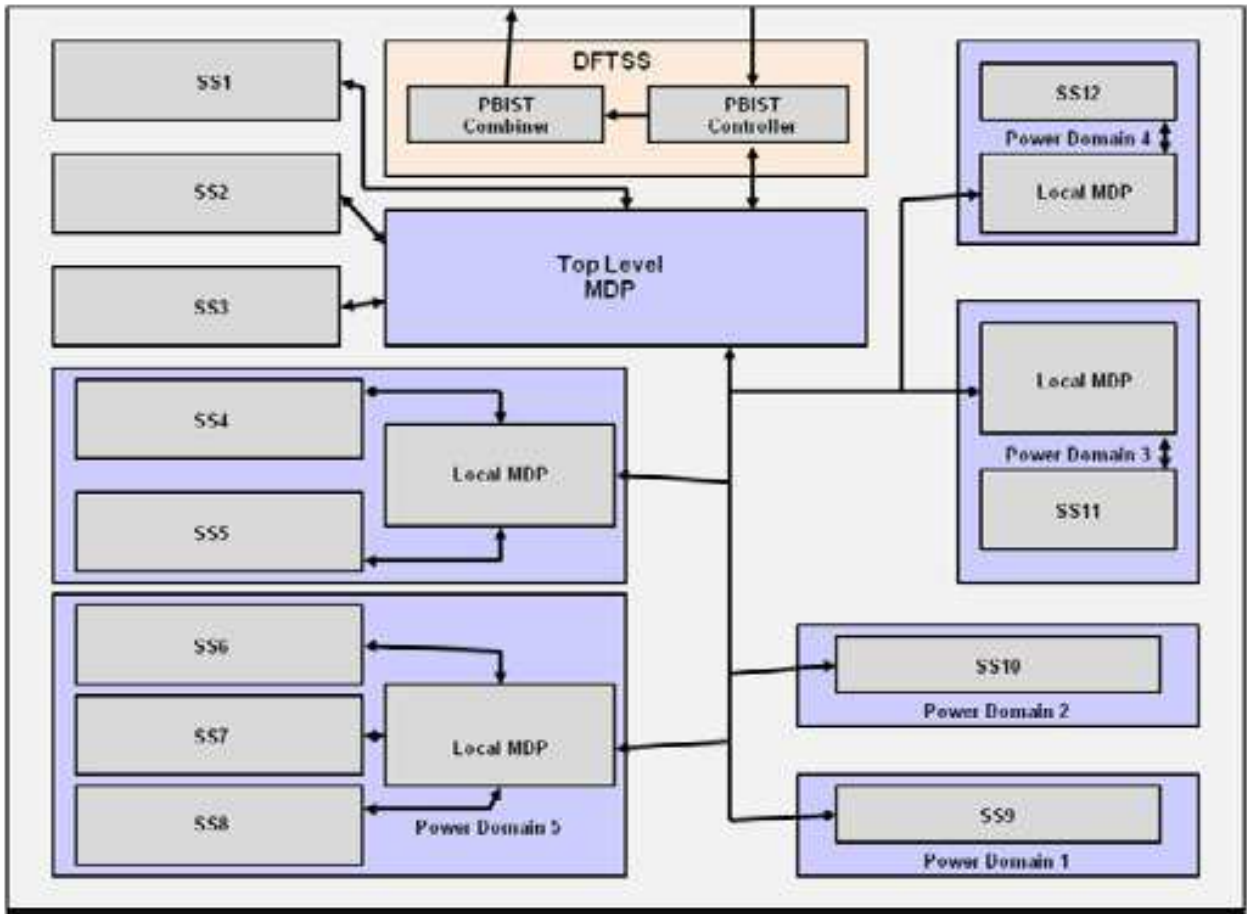 DFTSS
SS1
PBIST
Combiner
PBIST
Controller
SS12
Power Domain 4
Local MDP
SS2
Top Level
MDP
SS3
Local MDP
Power Domain 3
SS11
SS4
Local MDP
SS5
SS6
SS7
Local MDP
SS8
Power Domain 5
SS10
Power Domain 2
SS9
Power Domain 1